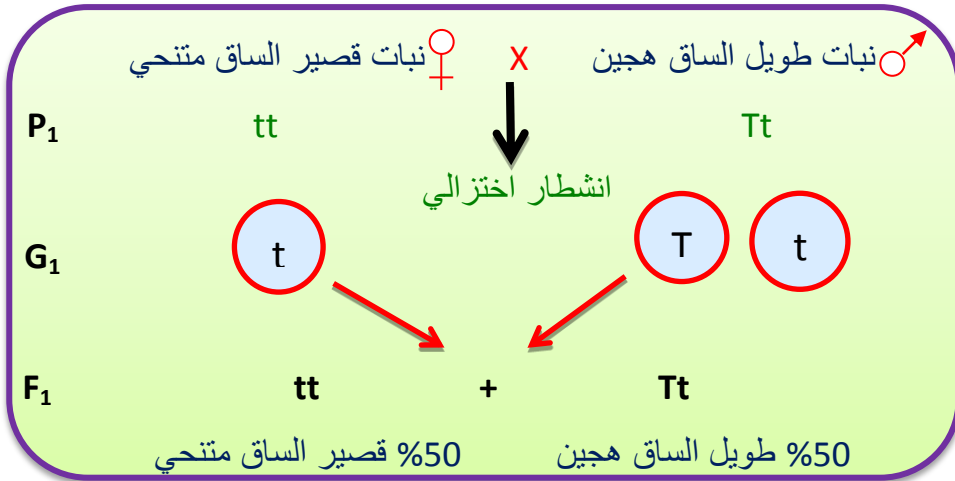 ♂ نبات طويل الساق هجين X ♀ نبات قصير الساق متنحي
P₁ tt Tt
انشطار اختزالي
G₁ t T t
F₁ tt + Tt
%50 طويل الساق هجين %50 قصير الساق متنحي